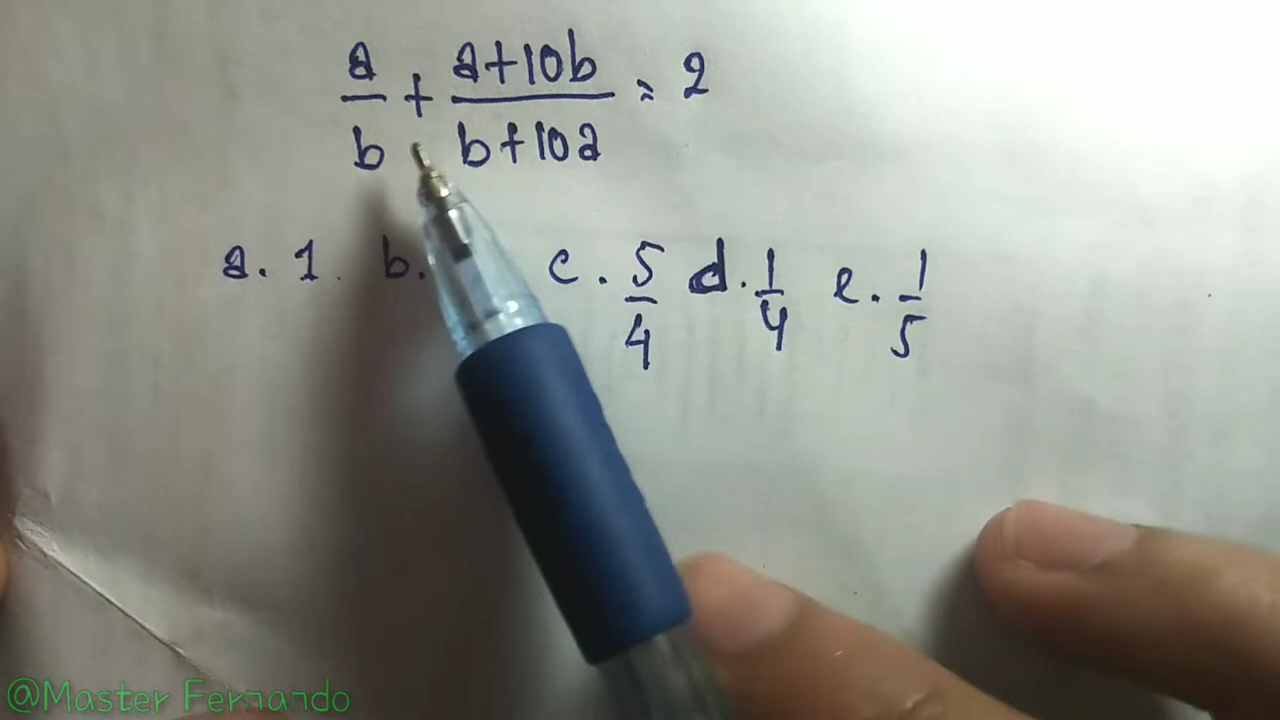 a/b + (a+10b)/(b+10a) = 2
a. 1 b. c. 5/4 d. 1/4 e. 1/5
@Master Fernando